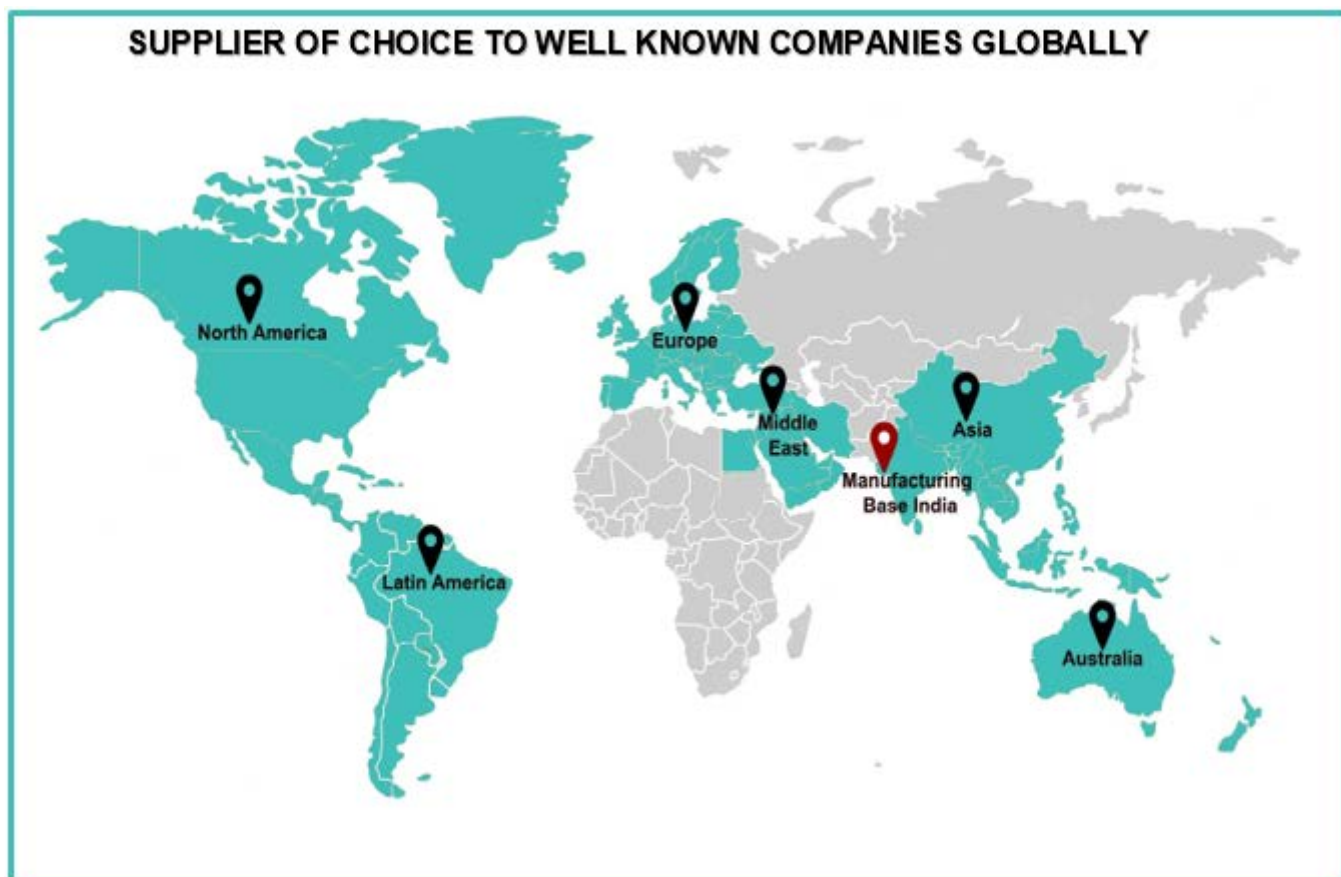 SUPPLIER OF CHOICE TO WELL KNOWN COMPANIES GLOBALLY
North America
Europe
Middle
East
Asia
Manufacturing
Base India
Latin America
Australia